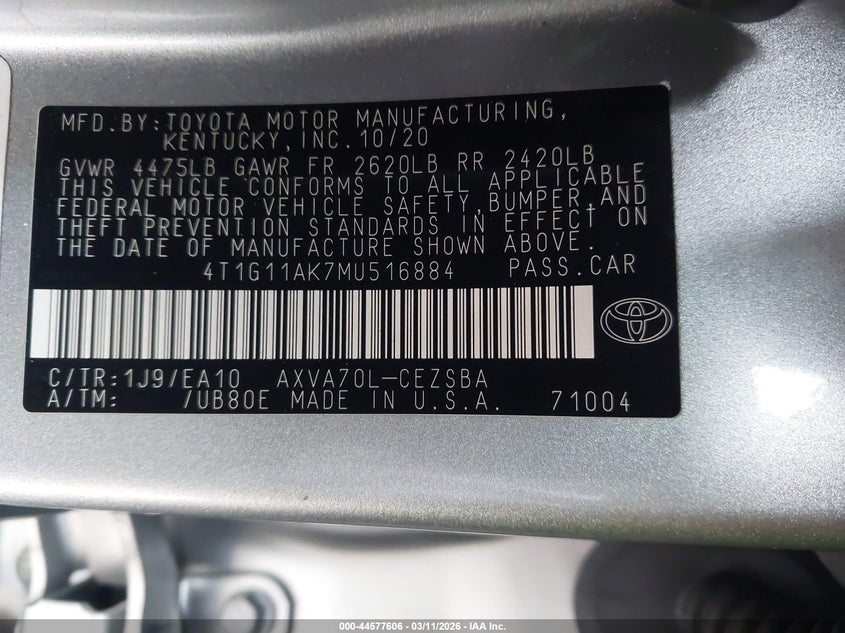 MFD.BY:TOYOTA MOTOR MANUFACTURING,
KENTUCKY,INC.10/20
GVWR 4475LB GAWR FR 2620LB RR 2420LB
THIS VEHICLE CONFORMS TO ALL APPLICABLE
FEDERAL MOTOR VEHICLE SAFETY,BUMPER,AND
THEFT PREVENTION STANDARDS IN EFFECT ON
THE DATE OF MANUFACTURE SHOWN ABOVE.
4T1G11AK7MU516884 PASS.CAR
C/TR:1J9/EA10 AXVA70L-CEZSBA
A/TM: /UB80E MADE IN U.S.A. 71004
000-44577606 - 03/11/2026 - IAA Inc.